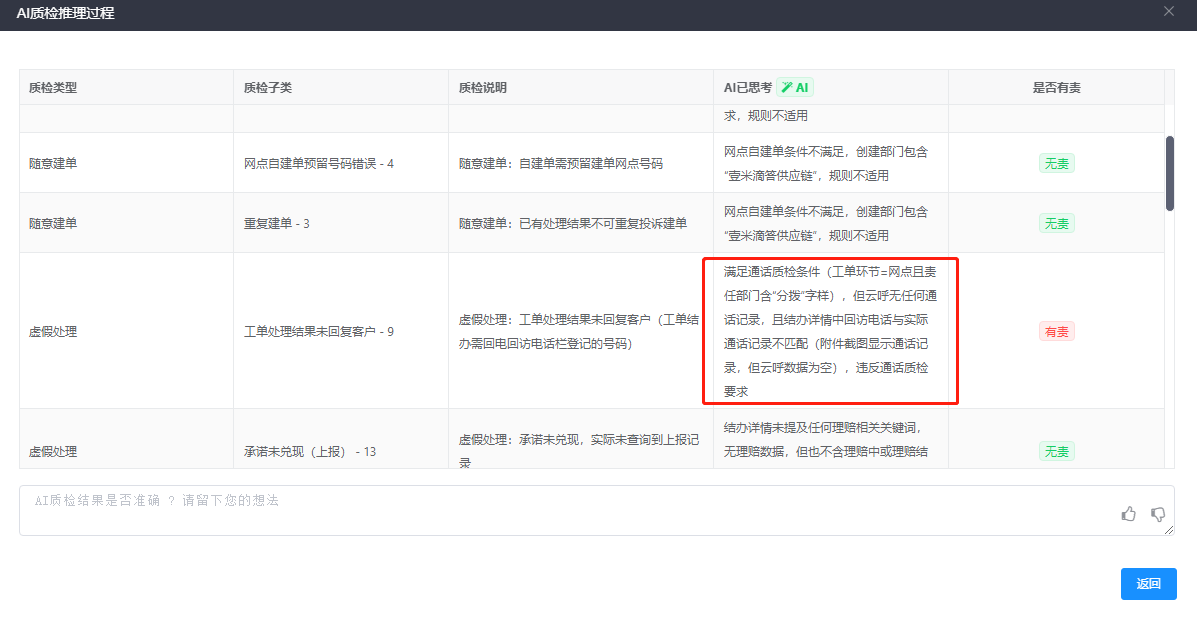 AI质检推理过程
质检类型 质检子类 质检说明 AI已思考 AI 是否有责
求，规则不适用
随意建单 网点自建单预留号码错误 - 4 随意建单：自建单需预留建单网点号码 网点自建单条件不满足，创建部门包含
“壹米滴答供应链”，规则不适用 无责
随意建单 重复建单 - 3 随意建单：已有处理结果不可重复投诉建单 网点自建单条件不满足，创建部门包含
“壹米滴答供应链”，规则不适用 无责
满足通话质检条件（工单环节=网点且责
任部门含“分拨”字样），但云呼无任何通
话记录，且结办详情中回访电话与实际
通话记录不匹配（附件截图显示通话记
录，但云呼数据为空），违反通话质检
要求
虚假处理 工单处理结果未回复客户 - 9 虚假处理：工单处理结果未回复客户（工单结
办需回电回访电话栏登记的号码） 有责
虚假处理 承诺未兑现（上报） - 13 虚假处理：承诺未兑现，实际未查询到上报记
录 结办详情未提及任何理赔相关关键词，
无理赔数据，但也不含理赔中或理赔结 无责
AI质检结果是否准确 ? 请留下您的想法
返回